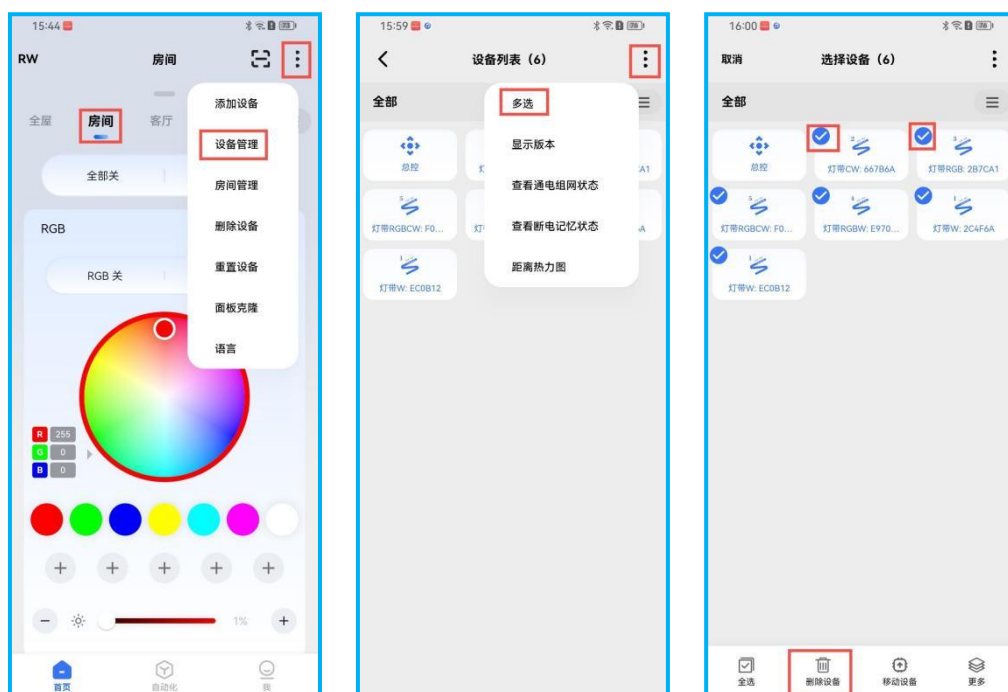 15:44
73
RW
房间
添加设备
全屋
房间
客厅
设备管理
全部关
房间管理
RGB
删除设备
RGB 关
重置设备
面板克隆
语言
R 255
G 0
B 0
1%
首页
自动化
我
15:59
设备列表（6）
全部
多选
显示版本
总控
A1
查看通电组网状态
查看断电记忆状态
灯带RGBCW: F0...
距离热力图
灯带W: EC0B12
16:00
取消
选择设备（6）
全部
总控
灯带CW: 667B6A
灯带RGB: 2B7CA1
灯带RGBCW: F0...
灯带RGBW: E970...
灯带W: 2C4F6A
灯带W: EC0B12
全选
删除设备
移动设备
更多